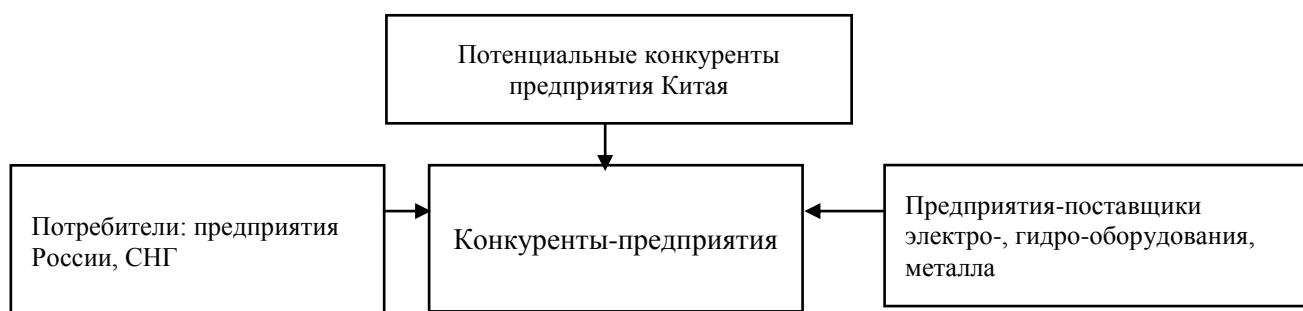 Потенциальные конкуренты
предприятия Китая
Потребители: предприятия
России, СНГ
Конкуренты-предприятия
Предприятия-поставщики
электро-, гидро-оборудования,
металла